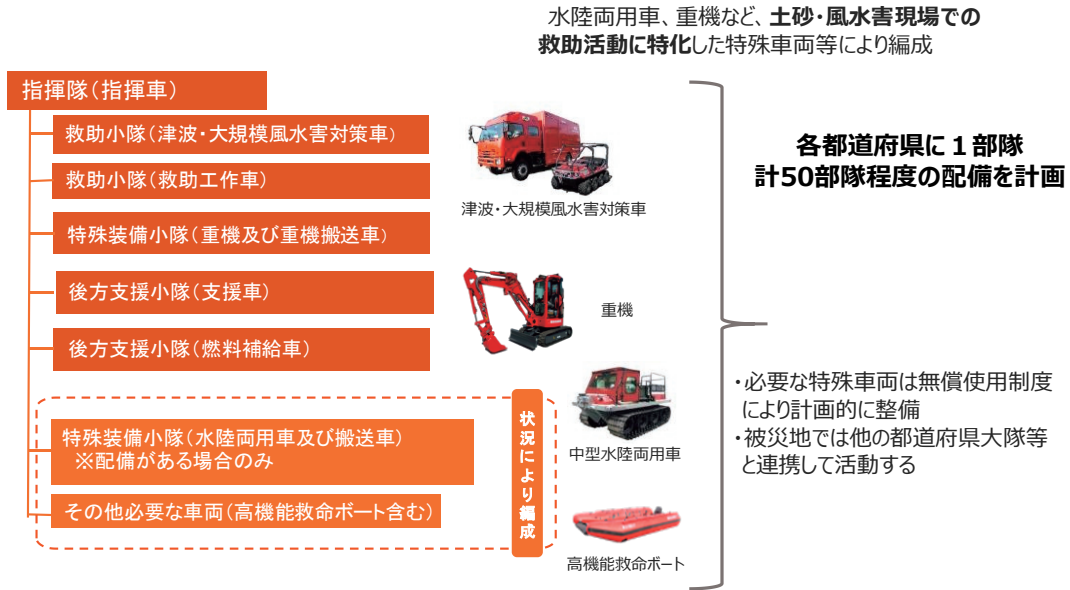 水陸両用車、重機など、土砂・風水害現場での
救助活動に特化した特殊車両等により編成
指揮隊（指揮車）
救助小隊（津波・大規模風水害対策車）
救助小隊（救助工作車）
特殊装備小隊（重機及び重機搬送車）
後方支援小隊（支援車）
後方支援小隊（燃料補給車）
特殊装備小隊（水陸両用車及び搬送車）
※配備がある場合のみ
その他必要な車両（高機能救命ボート含む）
状況により編成
津波・大規模風水害対策車
重機
中型水陸両用車
高機能救命ボート
各都道府県に１部隊
計50部隊程度の配備を計画
・必要な特殊車両は無償使用制度
により計画的に整備
・被災地では他の都道府県大隊等
と連携して活動する